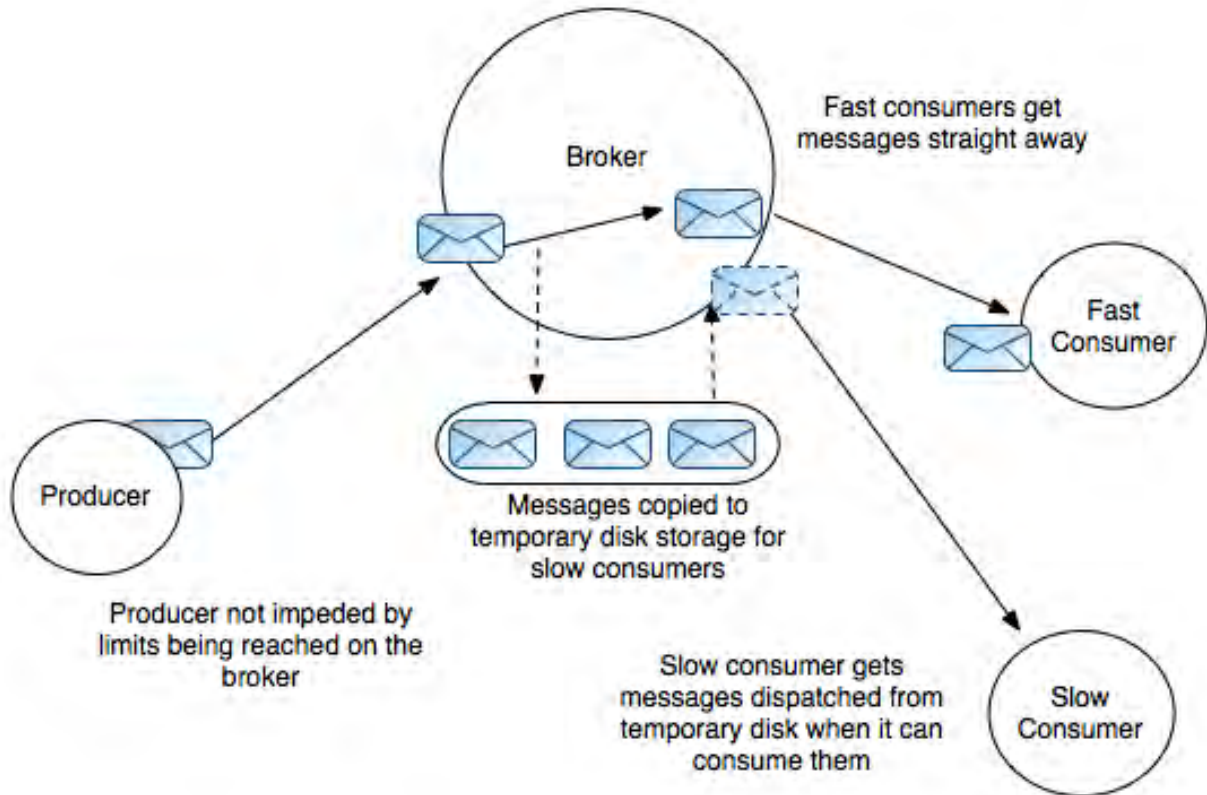 Broker
Fast consumers get
messages straight away
Fast
Consumer
Producer
Messages copied to
temporary disk storage for
slow consumers
Producer not impeded by
limits being reached on the
broker
Slow consumer gets
messages dispatched from
temporary disk when it can
consume them
Slow
Consumer